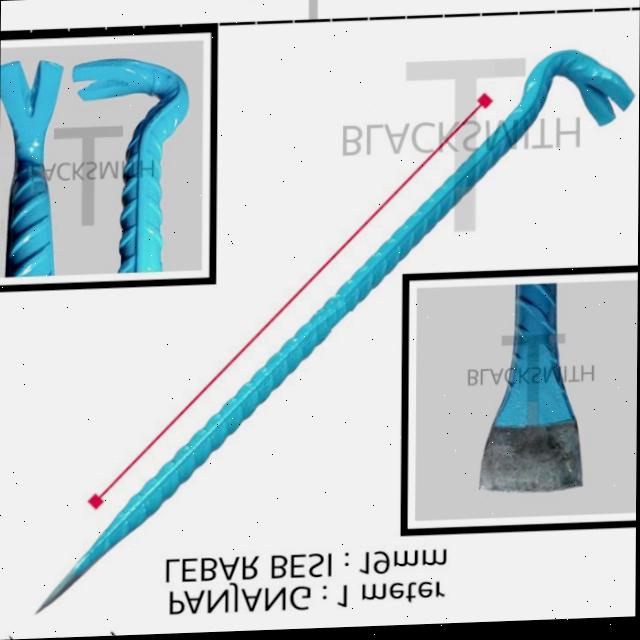 PANJANG : 1 meter
LEBAR BESI : 19mm
BLACKSMITH
BLACKSMITH
BLACKSMITH